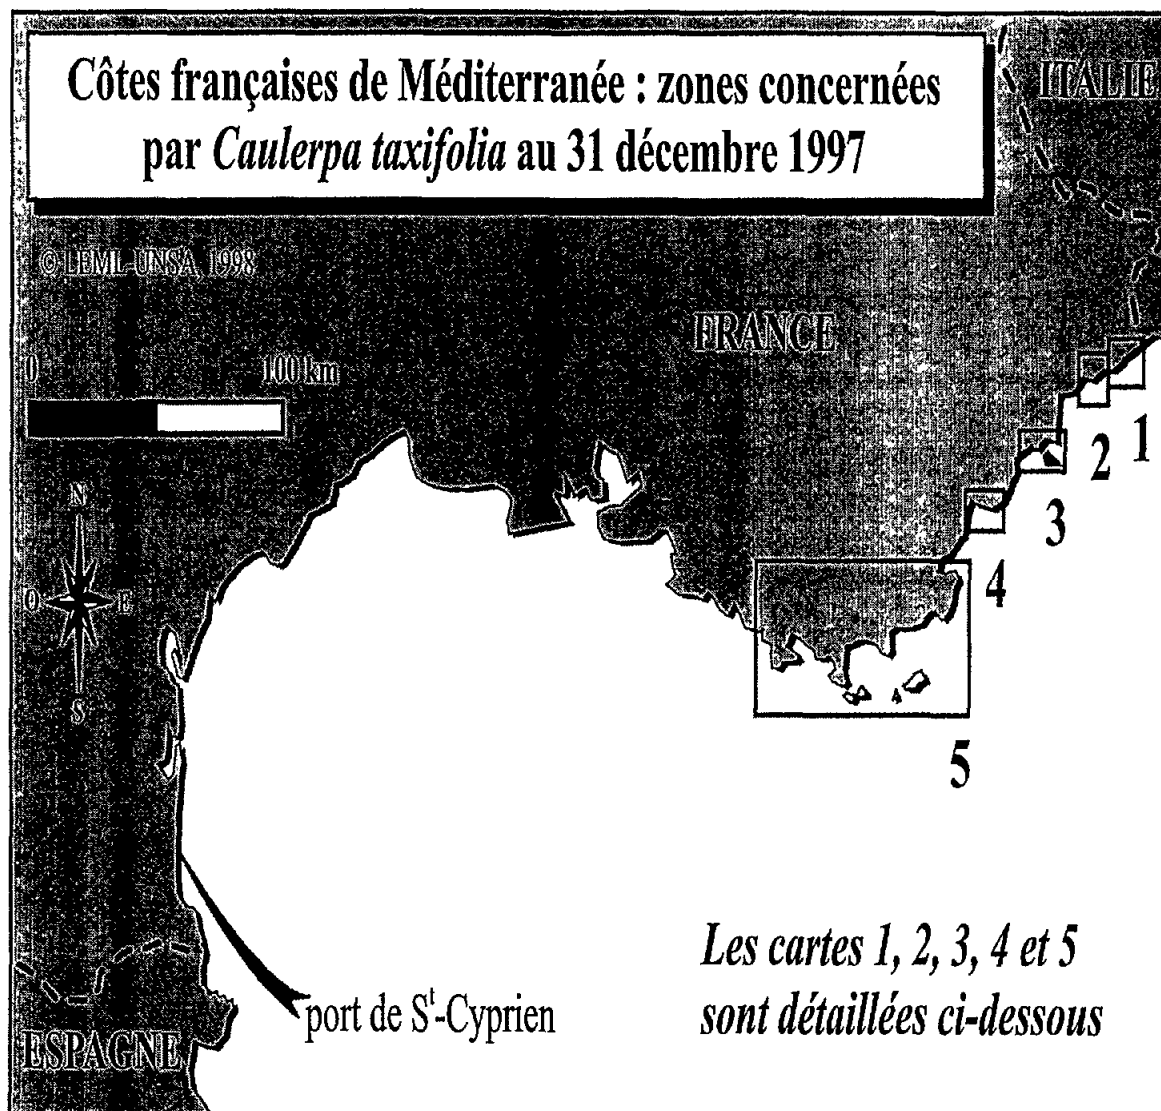 Côtes françaises de Méditerranée : zones concernées
par Caulerpa taxifolia au 31 décembre 1997
ITALIE
© LEML-UNSA, 1998
FRANCE
0 100 km
1
2
3
4
5
N
O E
S
port de St-Cyprien
ESPAGNE
Les cartes 1, 2, 3, 4 et 5
sont détaillées ci-dessous